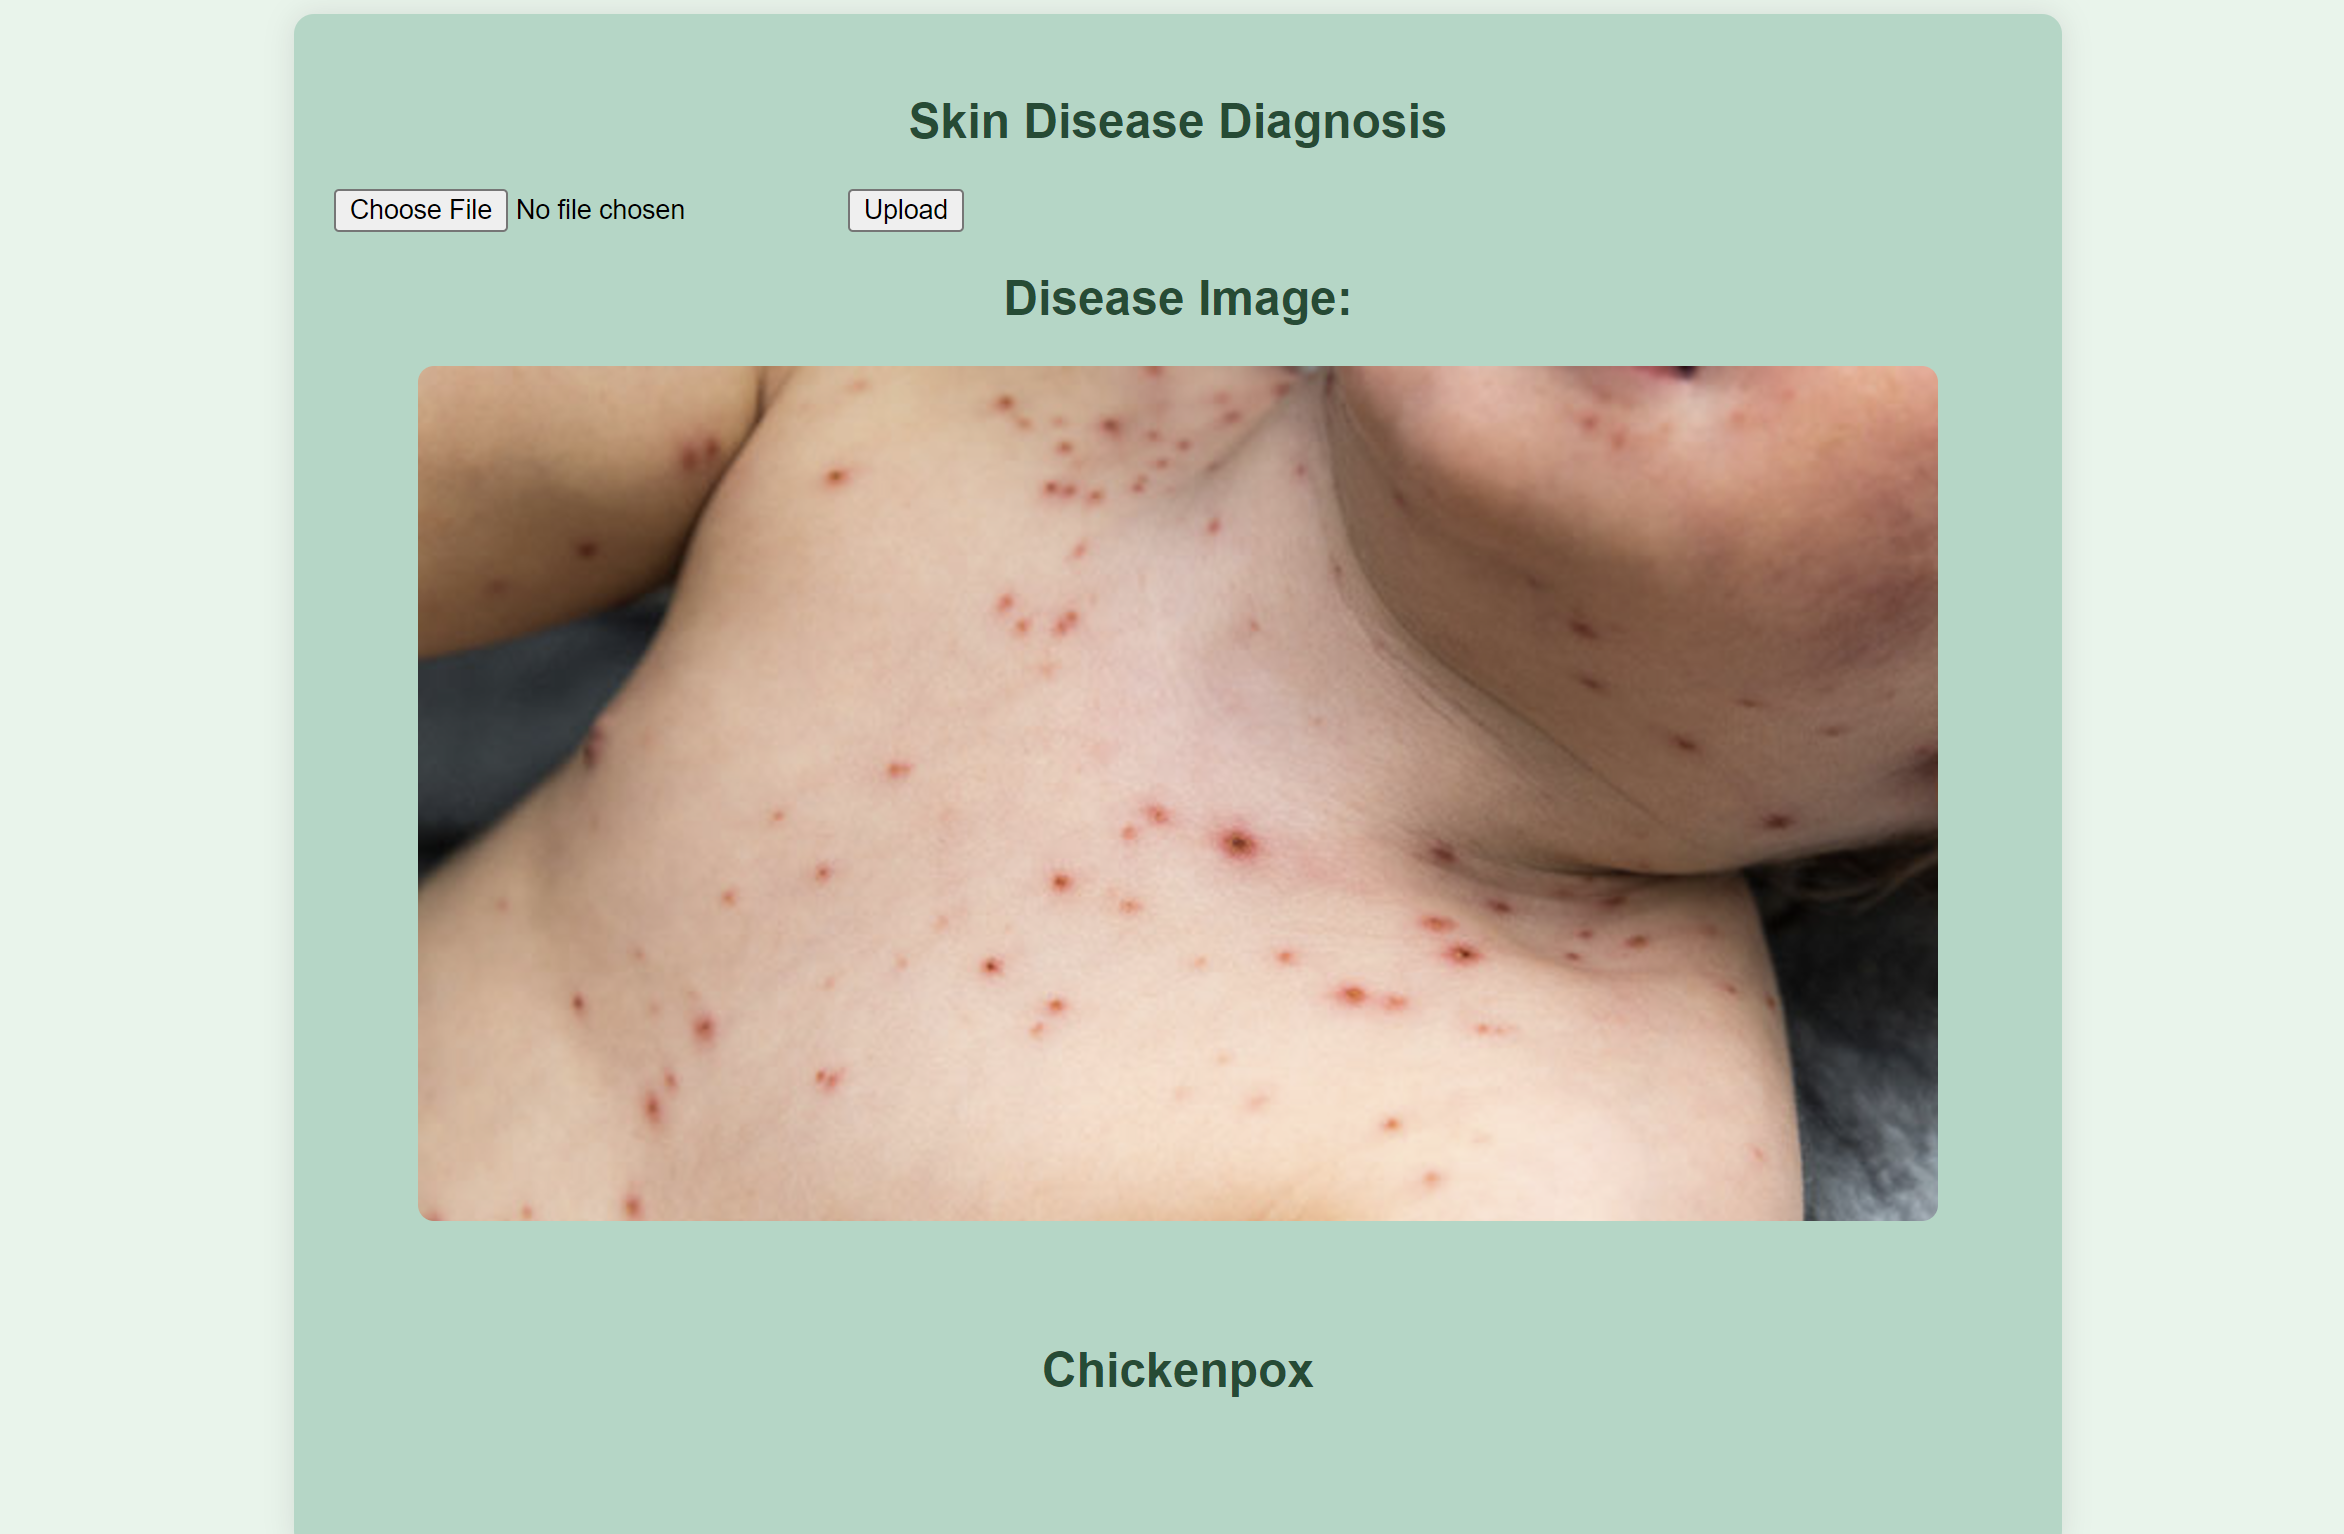 Skin Disease Diagnosis
Choose File No file chosen Upload
Disease Image:
Chickenpox